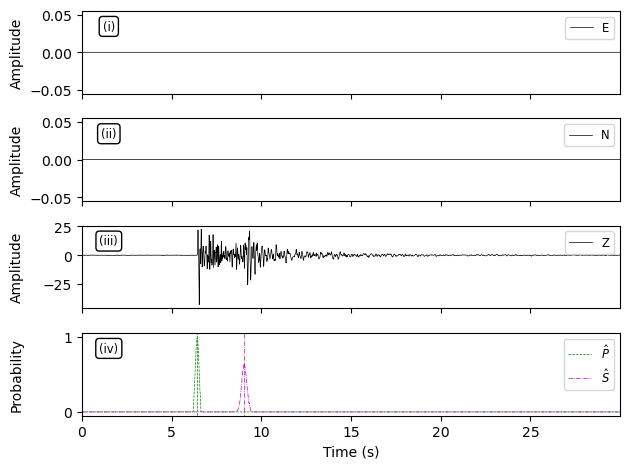 Amplitude
0.05
0.00
−0.05
(i)
E
Amplitude
0.05
0.00
−0.05
(ii)
N
Amplitude
25
0
−25
(iii)
Z
Probability
1
0
(iv)
P̂
Ŝ
0 5 10 15 20 25
Time (s)